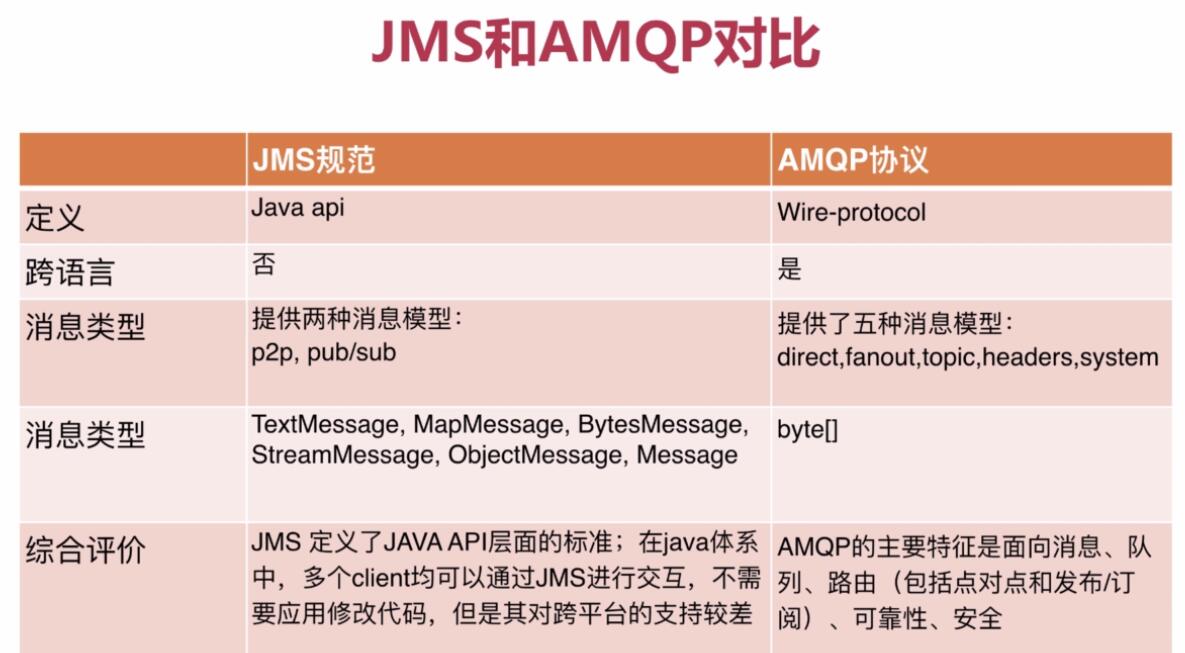 JMS和AMQP对比
JMS规范
AMQP协议
定义
Java api
Wire-protocol
跨语言
否
是
消息类型
提供两种消息模型：
p2p, pub/sub
提供了五种消息模型：
direct,fanout,topic,headers,system
消息类型
TextMessage, MapMessage, BytesMessage,
StreamMessage, ObjectMessage, Message
byte[]
综合评价
JMS 定义了JAVA API层面的标准；在java体系
中，多个client均可以通过JMS进行交互，不需
要应用修改代码，但是其对跨平台的支持较差
AMQP的主要特征是面向消息、队
列、路由（包括点对点和发布/订
阅）、可靠性、安全